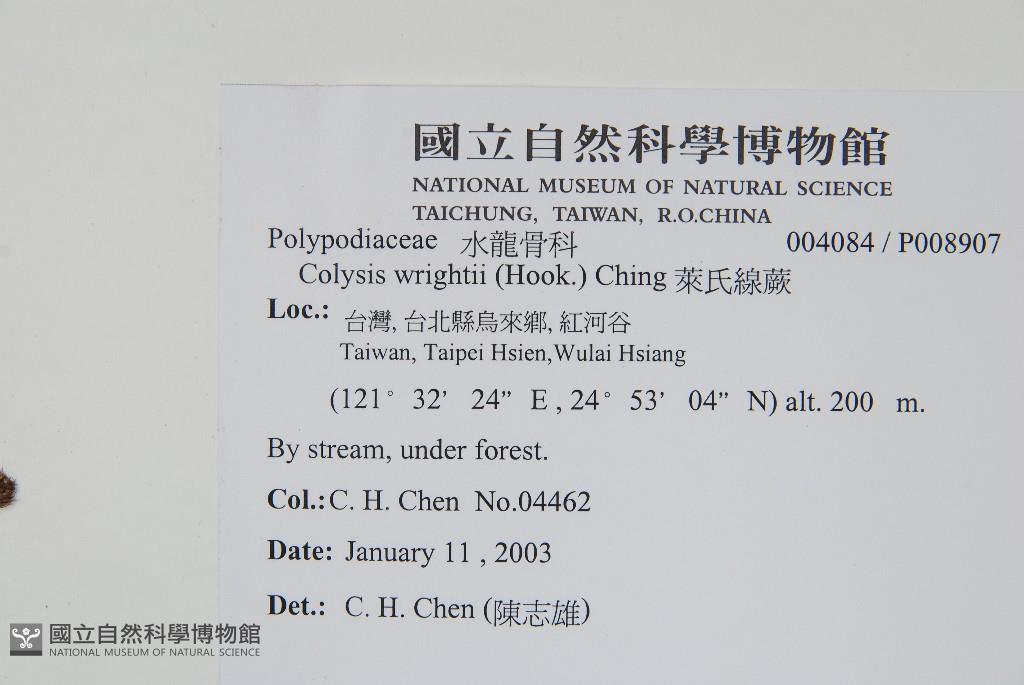 國立自然科學博物館
NATIONAL MUSEUM OF NATURAL SCIENCE
TAICHUNG, TAIWAN, R.O.CHINA
Polypodiaceae 水龍骨科 004084 / P008907
Colysis wrightii (Hook.) Ching 萊氏線蕨
Loc.: 台灣, 台北縣烏來鄉, 紅河谷
Taiwan, Taipei Hsien,Wulai Hsiang
(121° 32’ 24” E , 24° 53’ 04” N) alt. 200 m.
By stream, under forest.
Col.: C. H. Chen No.04462
Date: January 11 , 2003
Det.: C. H. Chen (陳志雄)
國立自然科學博物館
NATIONAL MUSEUM OF NATURAL SCIENCE